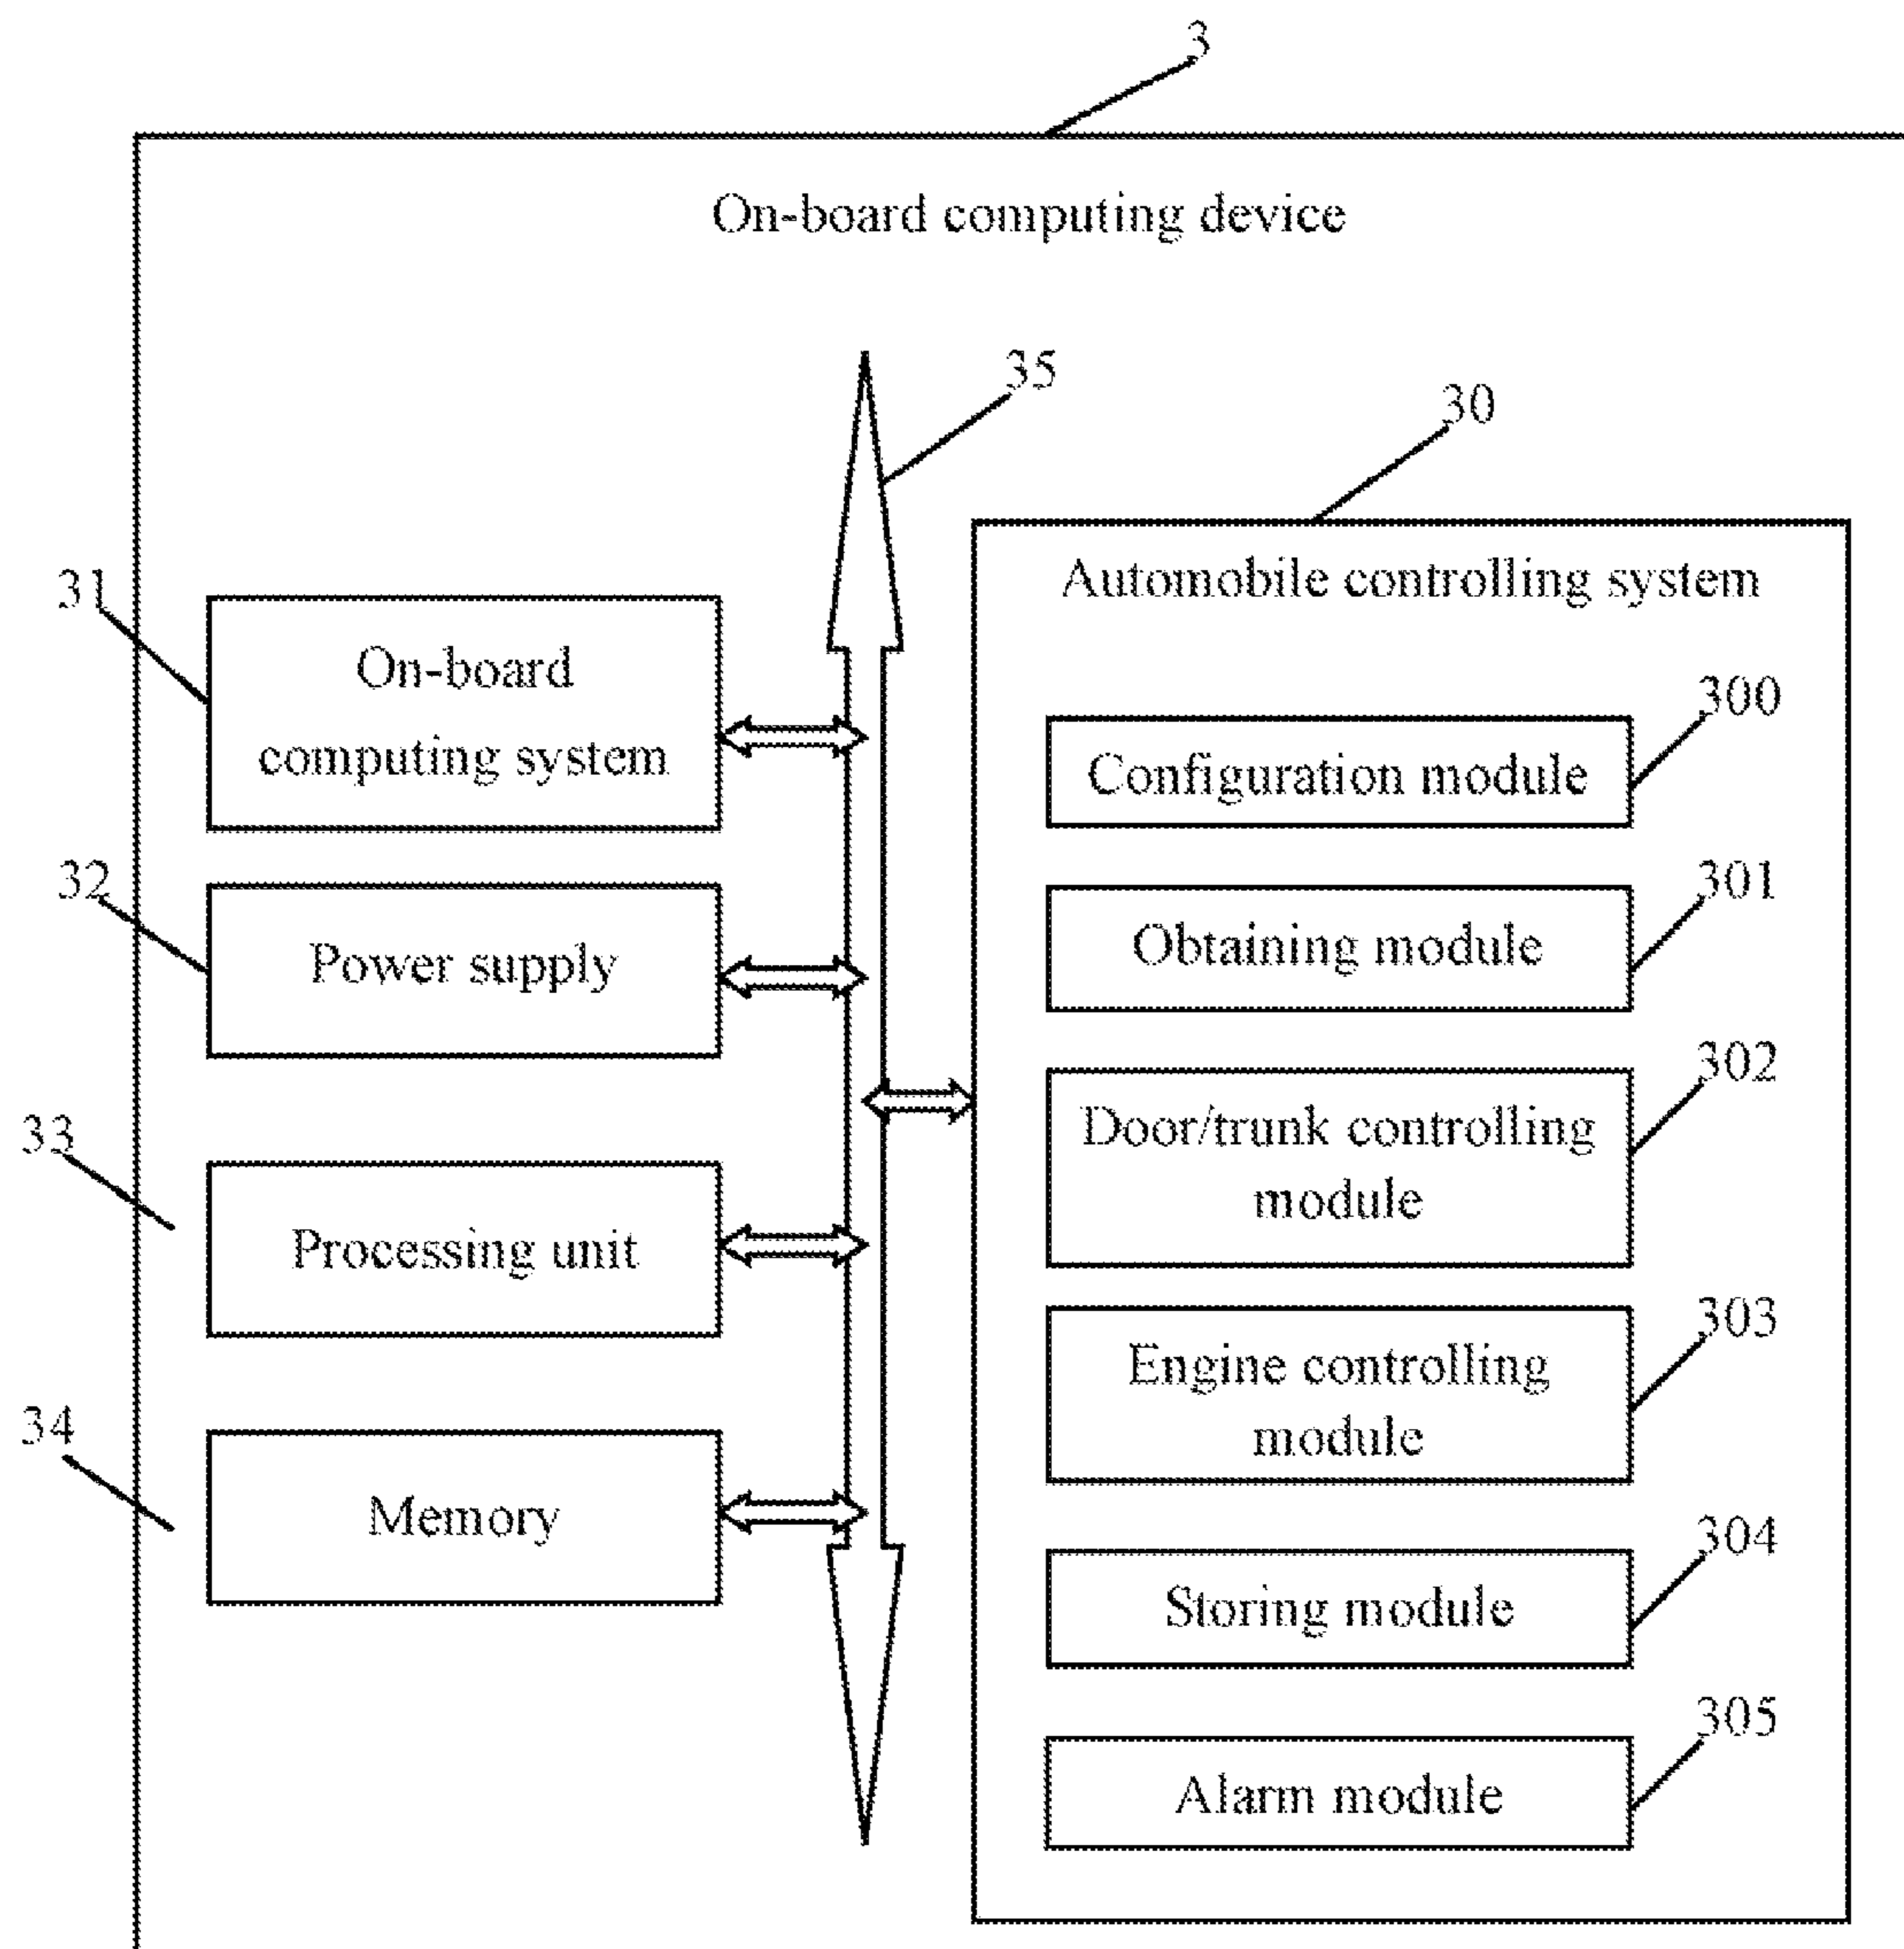 3
On-board computing device
35
30
Automobile controlling system
31
On-board
computing system
300
Configuration module
32
Power supply
301
Obtaining module
302
Door/trunk controlling
module
33
Processing unit
303
Engine controlling
module
34
Memory
304
Storing module
305
Alarm module